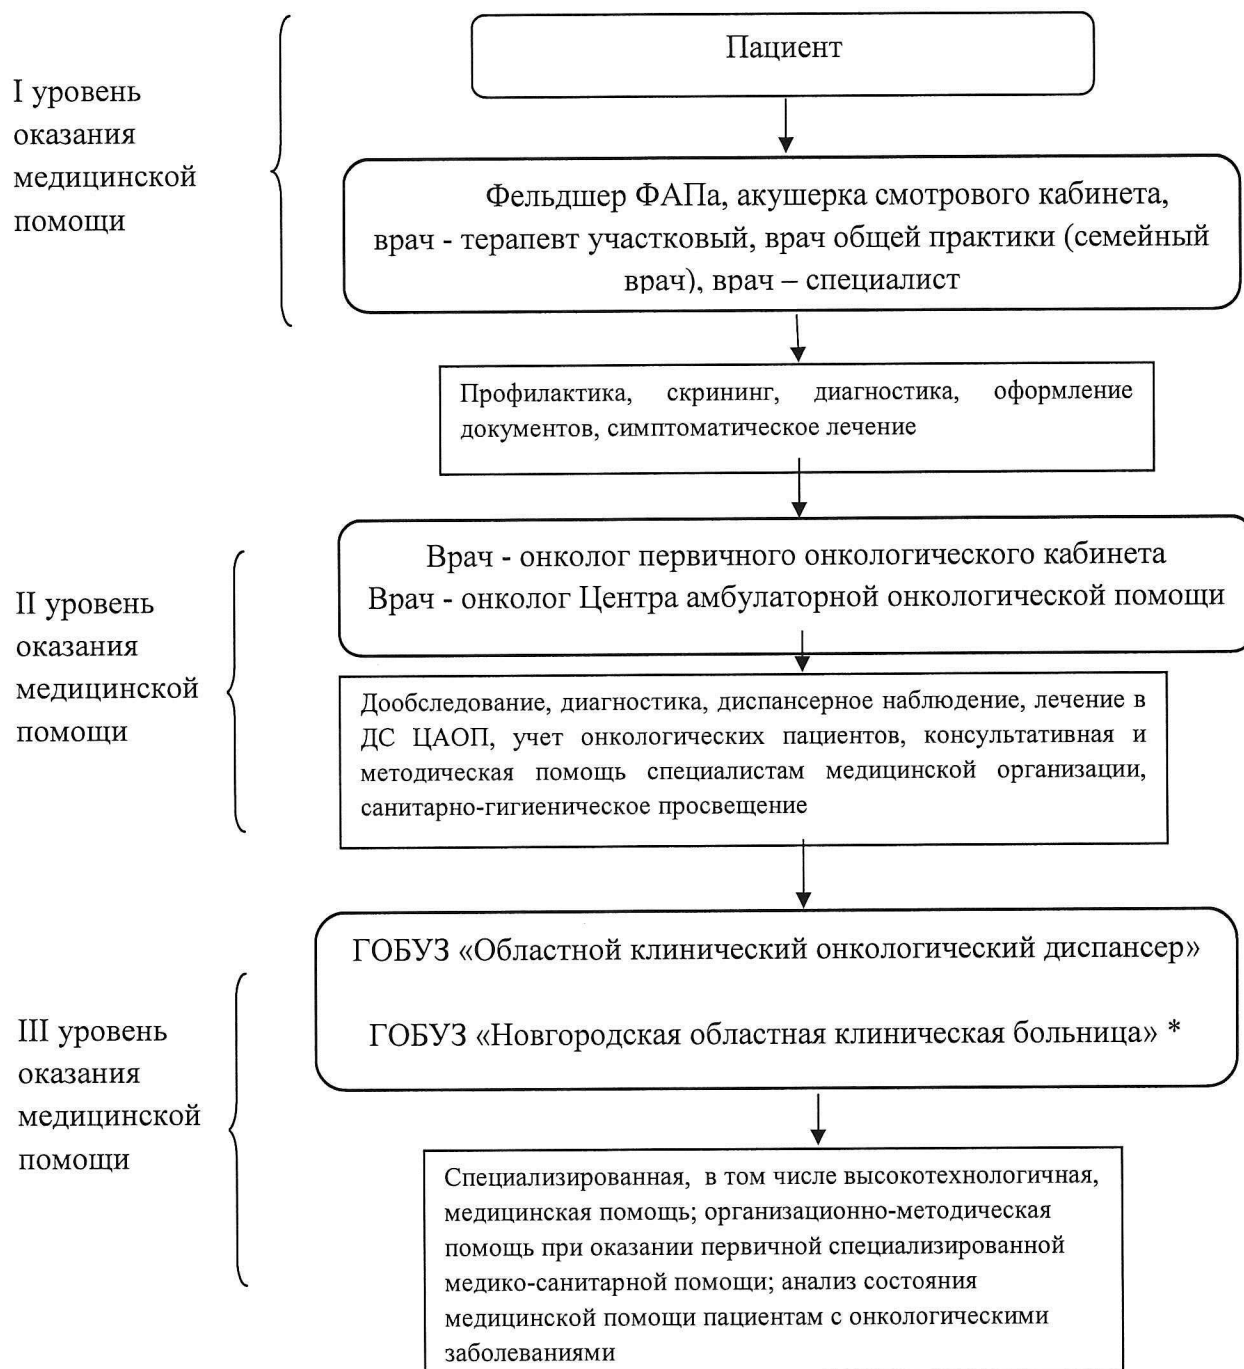 Пациент
I уровень
оказания
медицинской
помощи
Фельдшер ФАПа, акушерка смотрового кабинета,
врач - терапевт участковый, врач общей практики (семейный
врач), врач – специалист
Профилактика, скрининг, диагностика, оформление
документов, симптоматическое лечение
Врач - онколог первичного онкологического кабинета
Врач - онколог Центра амбулаторной онкологической помощи
II уровень
оказания
медицинской
помощи
Дообследование, диагностика, диспансерное наблюдение, лечение в
ДС ЦАОП, учет онкологических пациентов, консультативная и
методическая помощь специалистам медицинской организации,
санитарно-гигиеническое просвещение
ГОБУЗ «Областной клинический онкологический диспансер»
ГОБУЗ «Новгородская областная клиническая больница» *
III уровень
оказания
медицинской
помощи
Специализированная, в том числе высокотехнологичная,
медицинская помощь; организационно-методическая
помощь при оказании первичной специализированной
медико-санитарной помощи; анализ состояния
медицинской помощи пациентам с онкологическими
заболеваниями